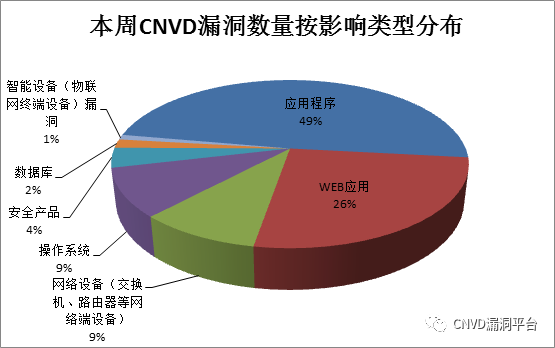 本周CNVD漏洞数量按影响类型分布
智能设备（物联
网终端设备）漏
洞
1%
应用程序
49%
数据库
2%
WEB应用
26%
安全产品
4%
操作系统
9%
网络设备（交换
机、路由器等网
络端设备）
9%
CNVD漏洞平台